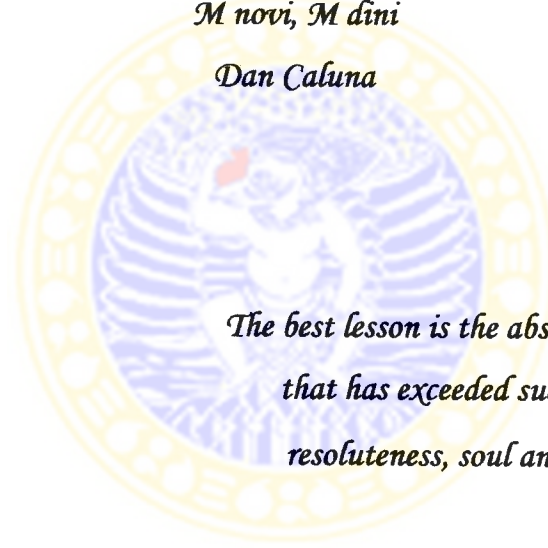 M novi, M dini
Dan Caluna
The best lesson is the abs
that has exceeded su
resoluteness, soul an